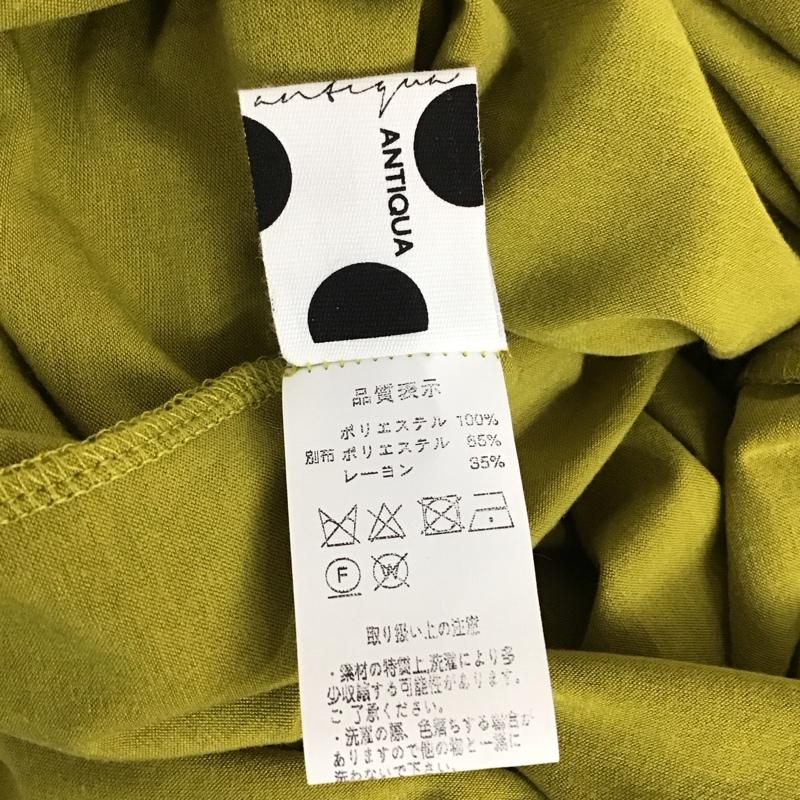 antiqua
ANTIQUA
品質表示
ポリエステル 100%
別布 ポリエステル 65%
レーヨン 35%
F
W
取り扱い上の注意
・素材の特質上,洗濯により多
少収縮する可能性があります。
ご了承ください。
・洗濯の際、色落ちする場合が
ありますので他の物と一緒に
洗わないで下さい。